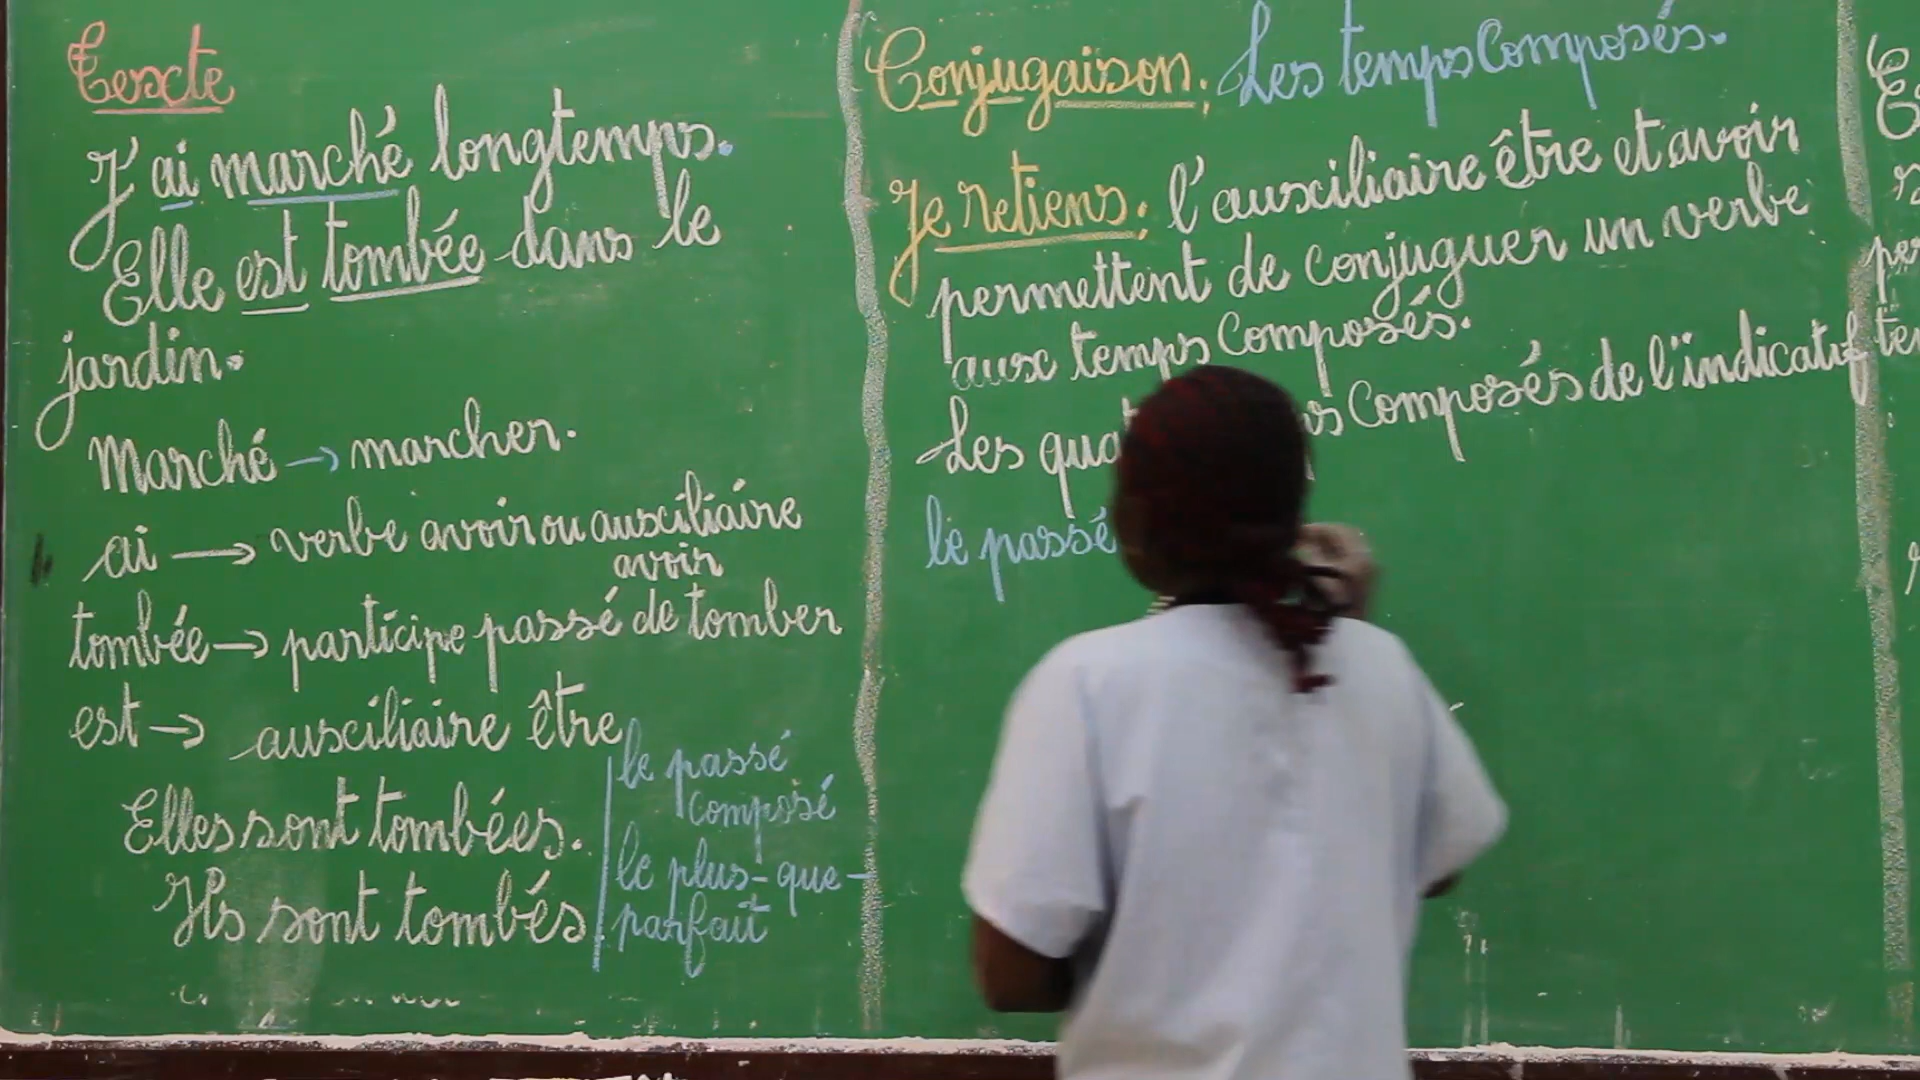 Texte
J'ai marché longtemps.
Elle est tombée dans le
jardin.
Marché → marcher.
ai → verbe avoir ou auxciliaire
avoir
tombée → participe passé de tomber
est → auxciliaire être
Elles sont tombées.
Ils sont tombés
le passé
composé
le plus-que-
parfait
Conjugaison : Les temps Composés.
Je retiens : l'auxciliaire être et avoir
permettent de conjuguer un verbe
aux temps Composés.
Les Composés de l'indicatif
le passé